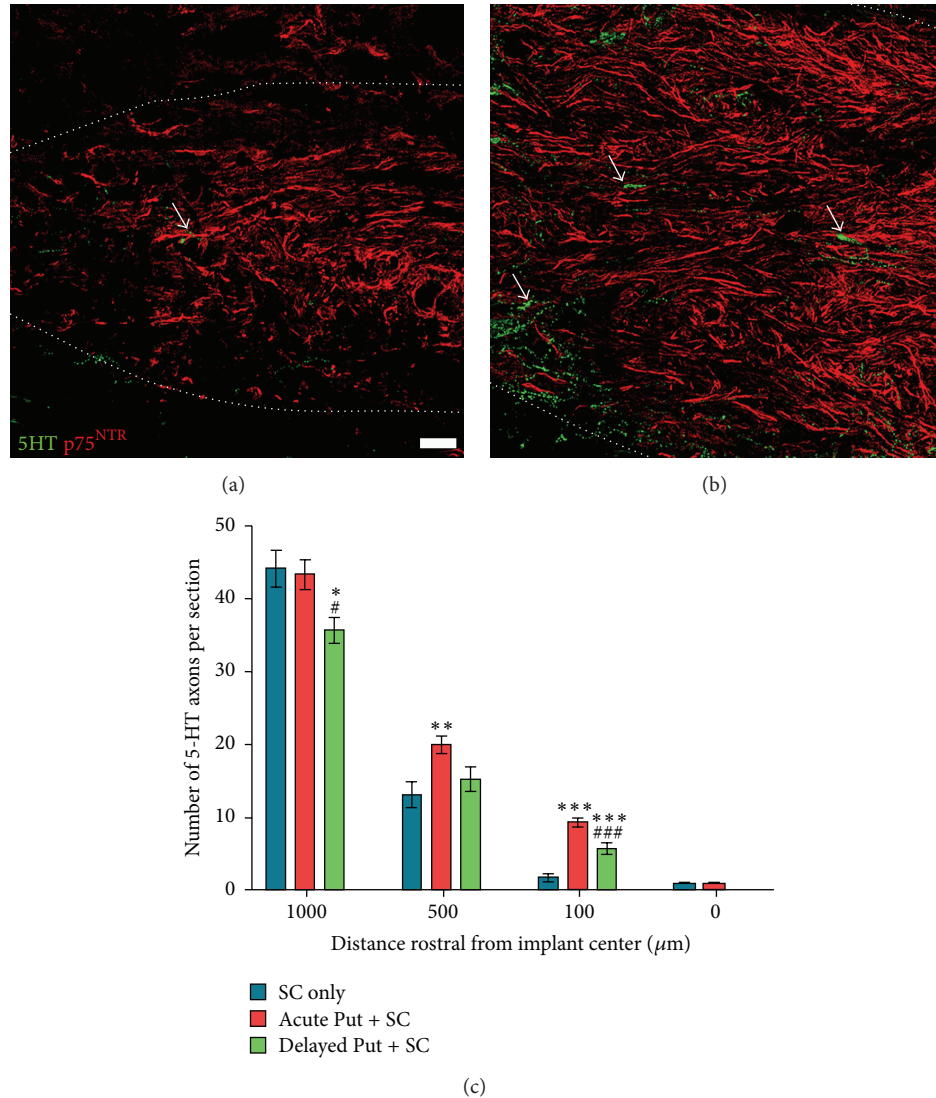 5HT p75NTR
(a)
(b)
50
40
30
20
10
0
Number of 5-HT axons per section
*
#
**
***
***
###
1000 500 100 0
Distance rostral from implant center (μm)
SC only
Acute Put + SC
Delayed Put + SC
(c)